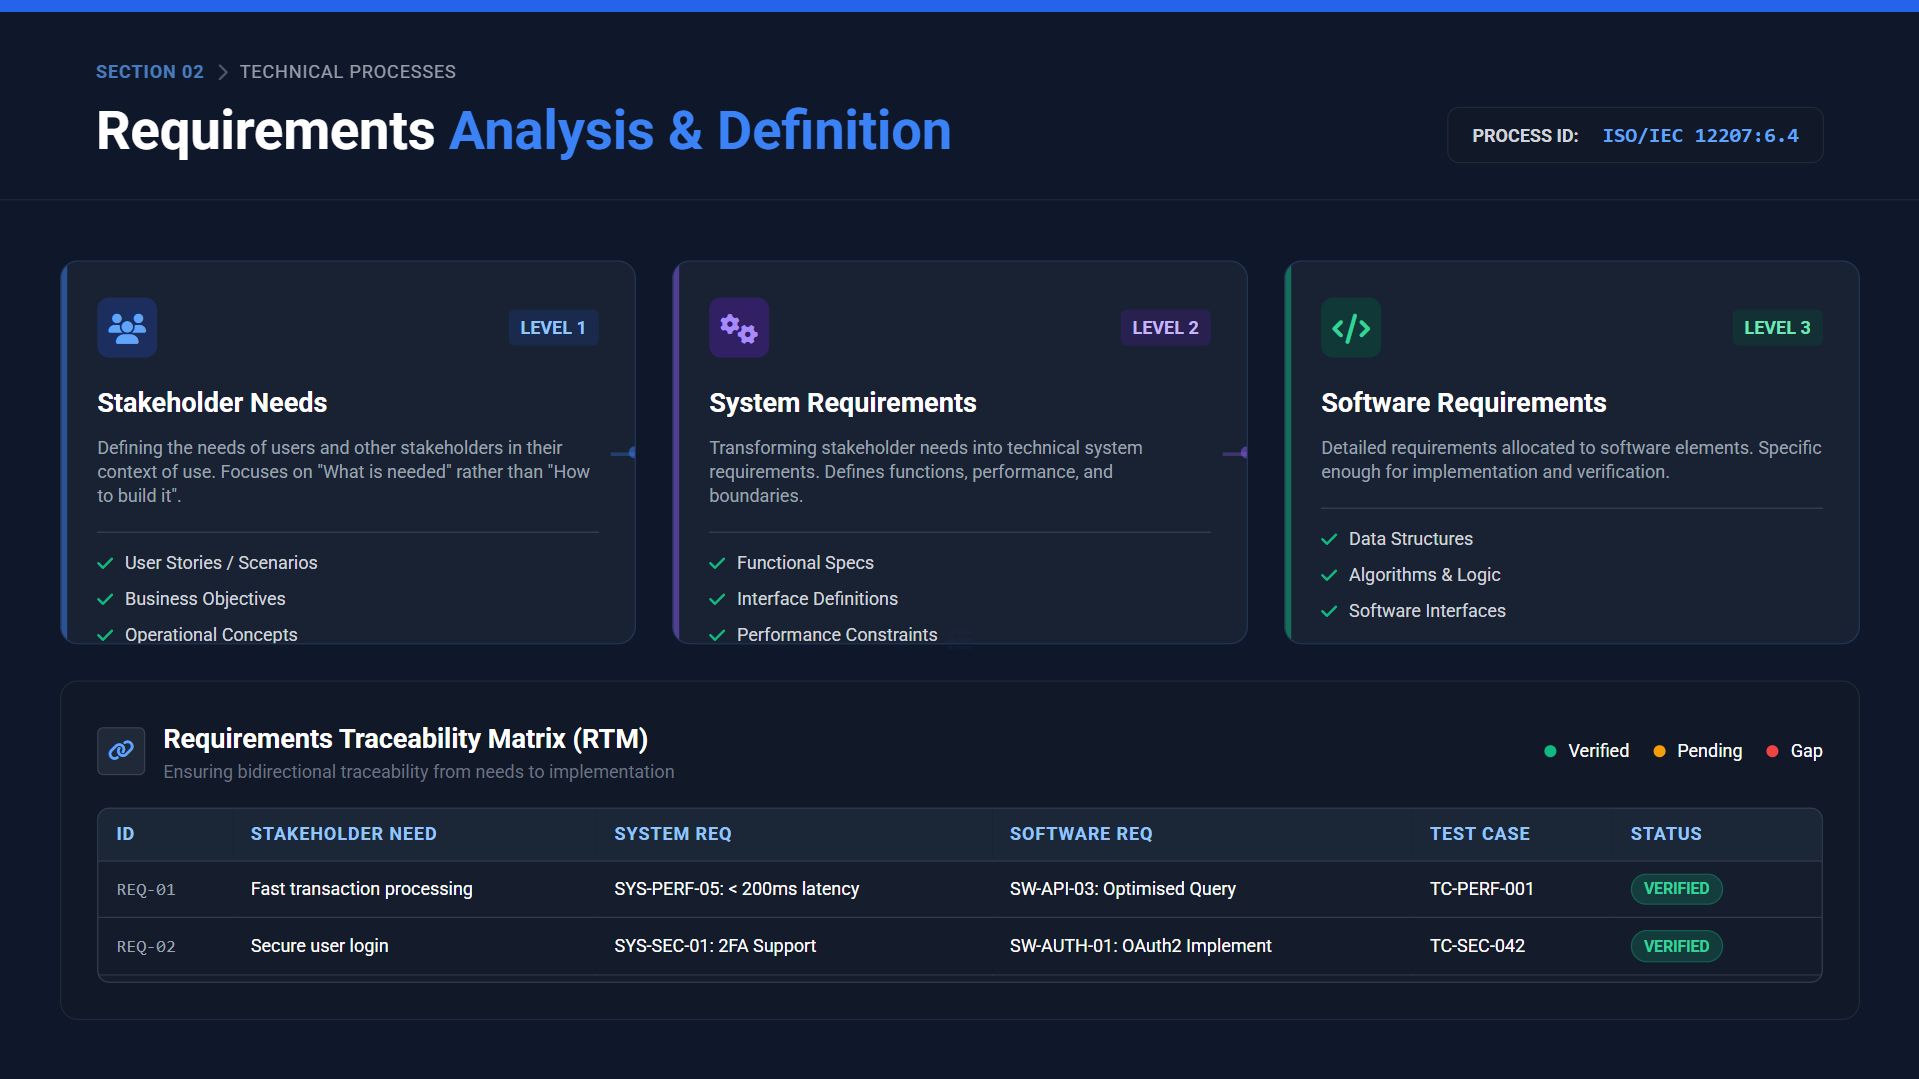 SECTION 02 TECHNICAL PROCESSES
Requirements Analysis & Definition
PROCESS ID: ISO/IEC 12207:6.4
LEVEL 1
Stakeholder Needs
Defining the needs of users and other stakeholders in their
context of use. Focuses on "What is needed" rather than "How
to build it".
User Stories / Scenarios
Business Objectives
Operational Concepts
LEVEL 2
System Requirements
Transforming stakeholder needs into technical system
requirements. Defines functions, performance, and
boundaries.
Functional Specs
Interface Definitions
Performance Constraints
LEVEL 3
Software Requirements
Detailed requirements allocated to software elements. Specific
enough for implementation and verification.
Data Structures
Algorithms & Logic
Software Interfaces
Requirements Traceability Matrix (RTM)
Ensuring bidirectional traceability from needs to implementation
Verified Pending Gap
ID STAKEHOLDER NEED SYSTEM REQ SOFTWARE REQ TEST CASE STATUS
REQ-01 Fast transaction processing SYS-PERF-05: < 200ms latency SW-API-03: Optimised Query TC-PERF-001 VERIFIED
REQ-02 Secure user login SYS-SEC-01: 2FA Support SW-AUTH-01: OAuth2 Implement TC-SEC-042 VERIFIED